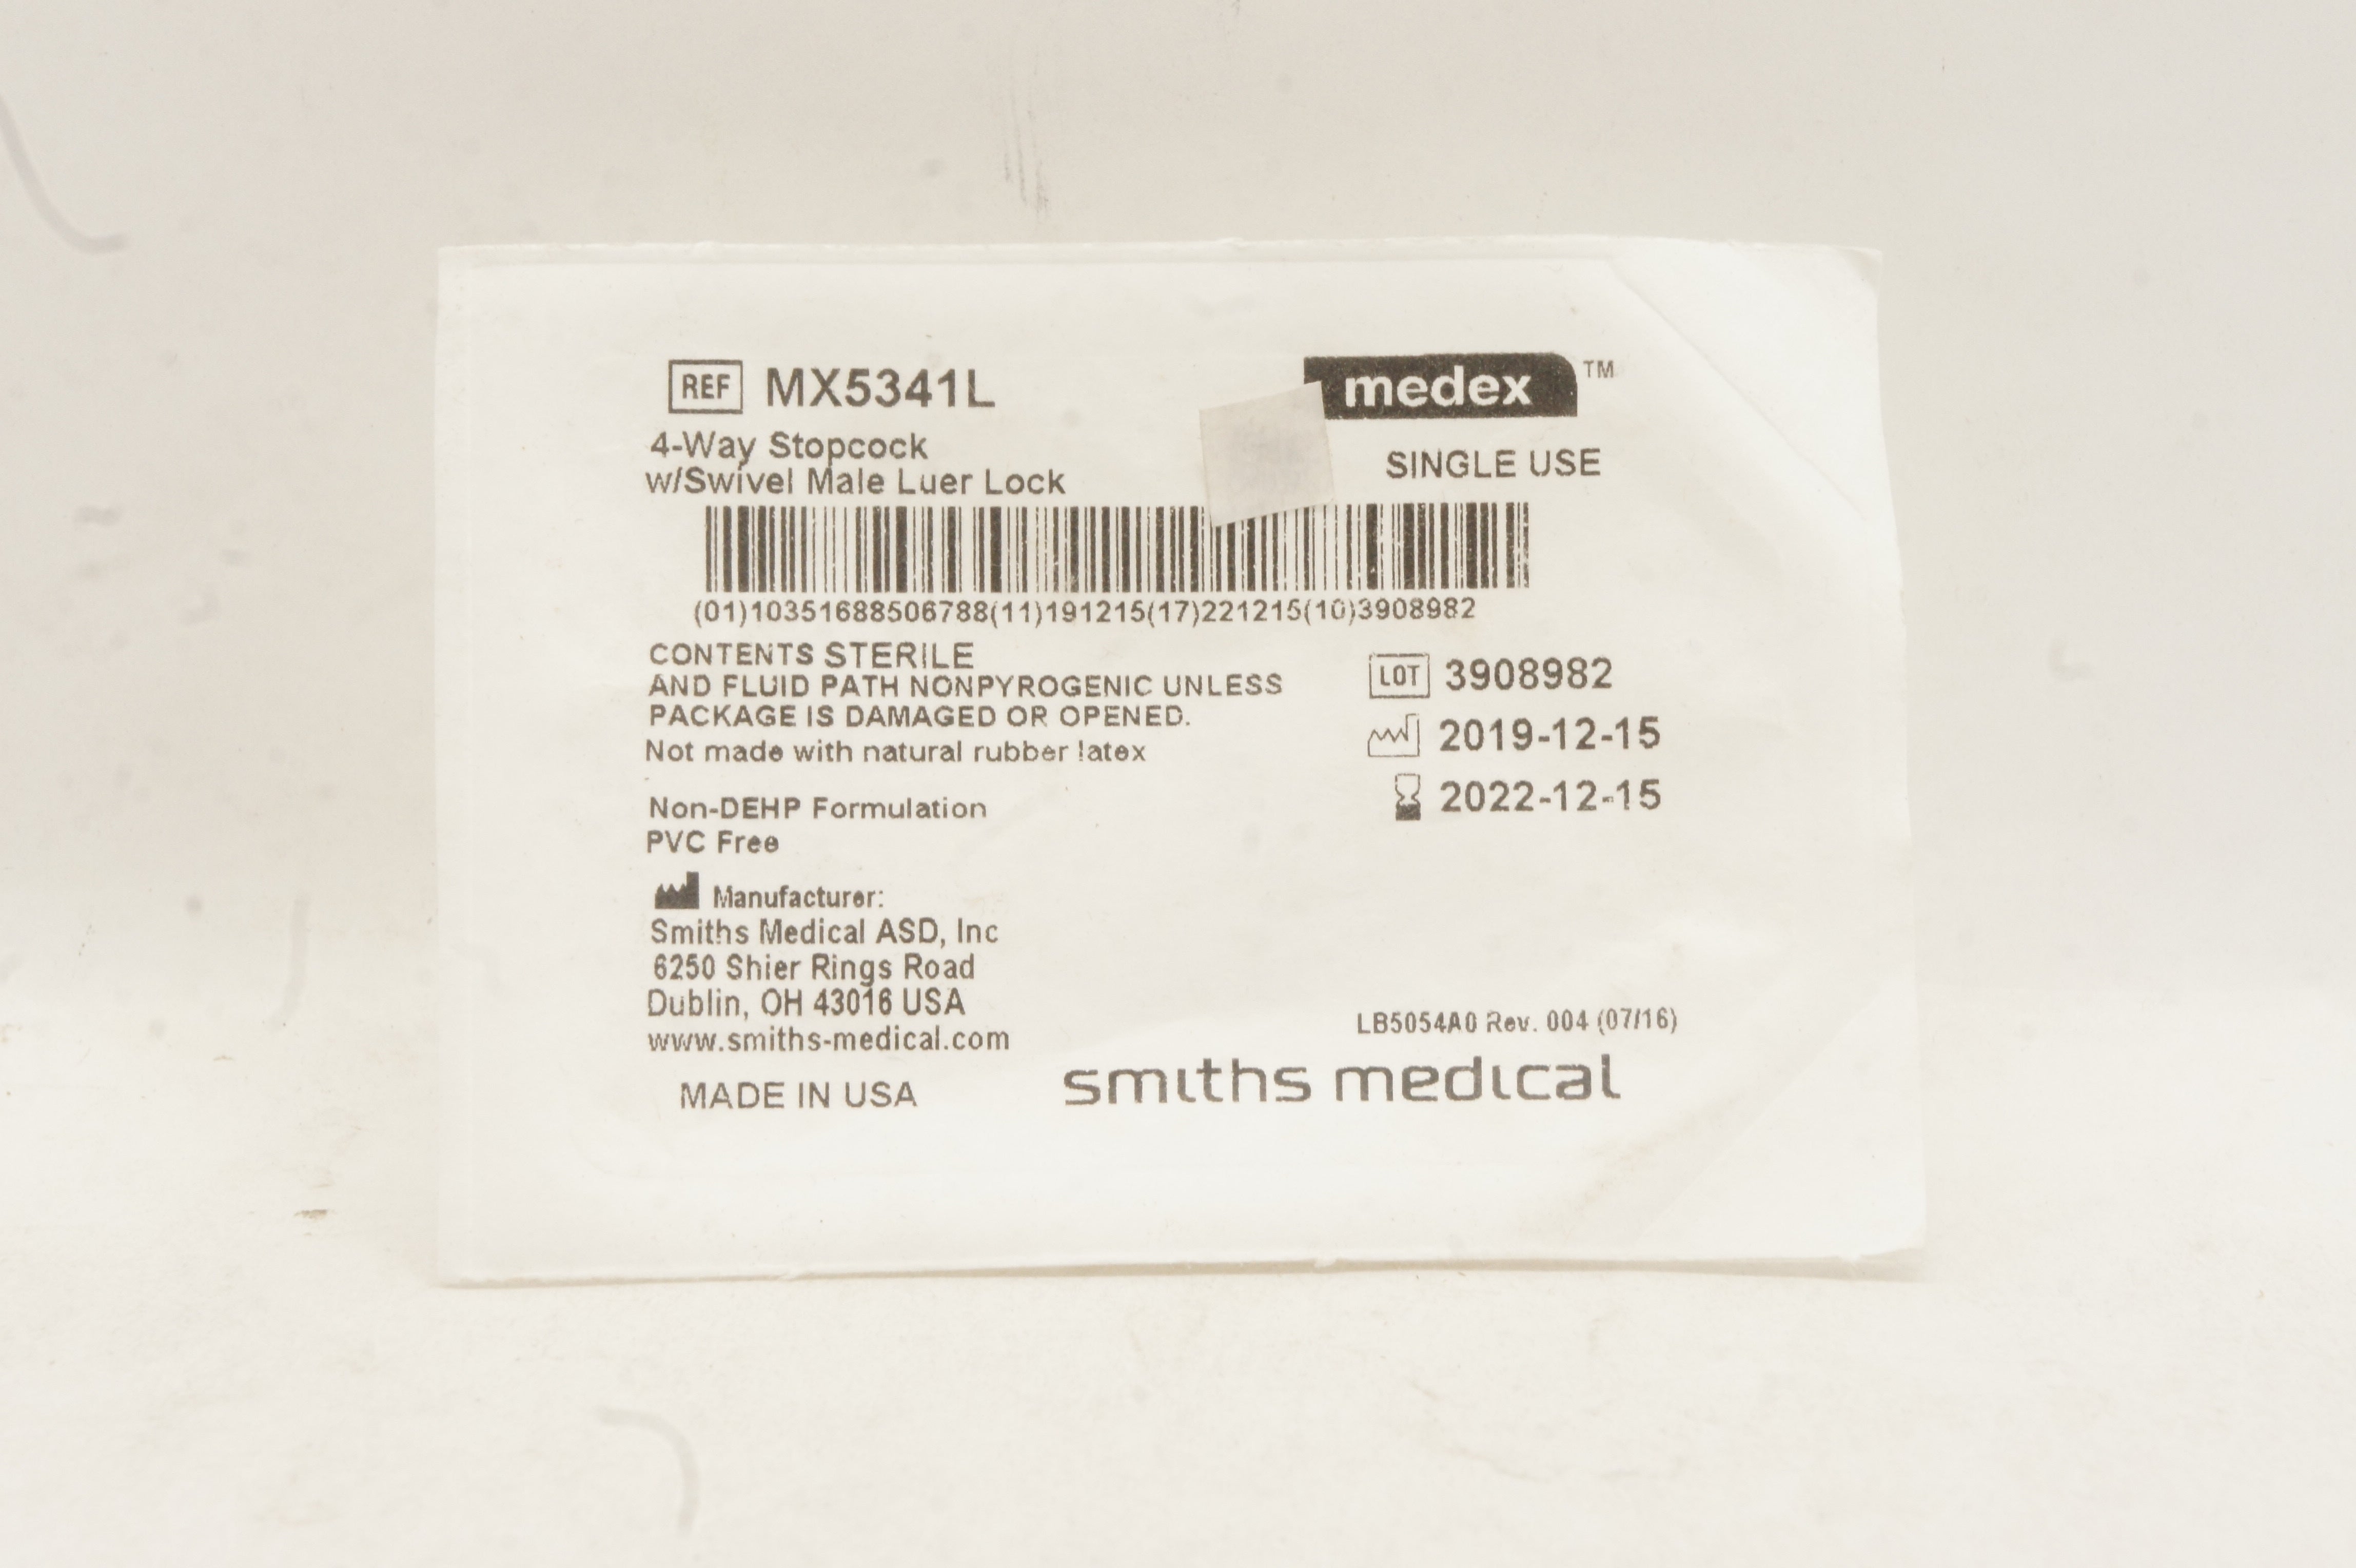 REF MX5341L
medex™
4-Way Stopcock
w/Swivel Male Luer Lock
SINGLE USE
(01)10351688506788(11)191215(17)221215(10)3908982
CONTENTS STERILE
AND FLUID PATH NONPYROGENIC UNLESS
PACKAGE IS DAMAGED OR OPENED.
Not made with natural rubber latex
LOT 3908982
2019-12-15
2022-12-15
Non-DEHP Formulation
PVC Free
Manufacturer:
Smiths Medical ASD, Inc
6250 Shier Rings Road
Dublin, OH 43016 USA
www.smiths-medical.com
MADE IN USA
LB5054A0 Rev. 004 (07/16)
smiths medical